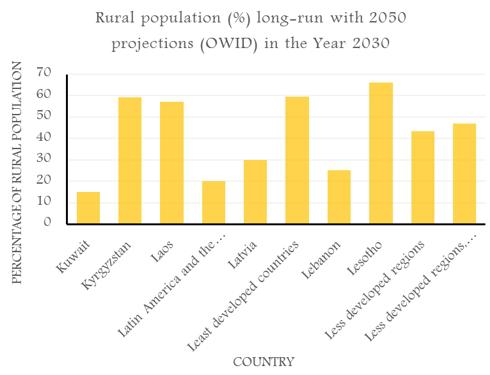 Rural population (%) long-run with 2050
projections (OWID) in the Year 2030
PERCENTAGE OF RURAL POPULATION
70
60
50
40
30
20
10
0
Kuwait
Kyrgyzstan
Laos
Latin America and the...
Latvia
Least developed countries
Lebanon
Lesotho
Less developed regions
Less developed regions,...
COUNTRY